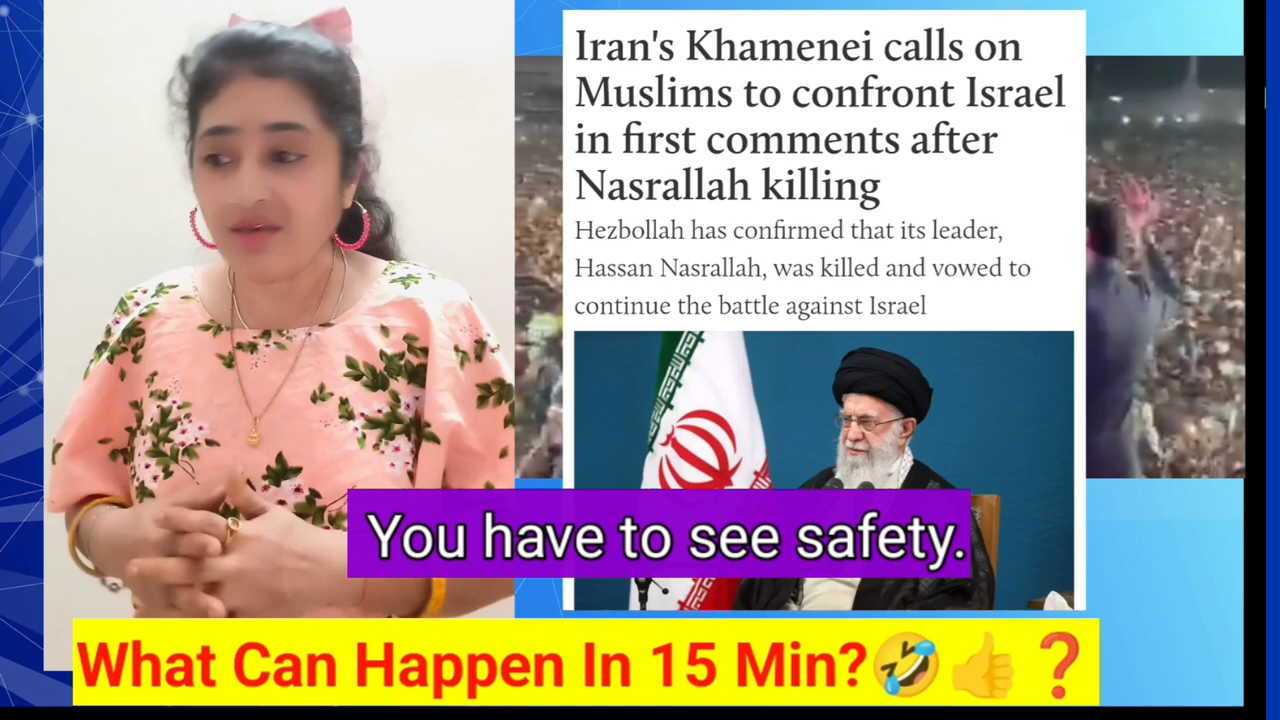 Iran's Khamenei calls on
Muslims to confront Israel
in first comments after
Nasrallah killing
Hezbollah has confirmed that its leader,
Hassan Nasrallah, was killed and vowed to
continue the battle against Israel
You have to see safety.
What Can Happen In 15 Min?🤣👍❓